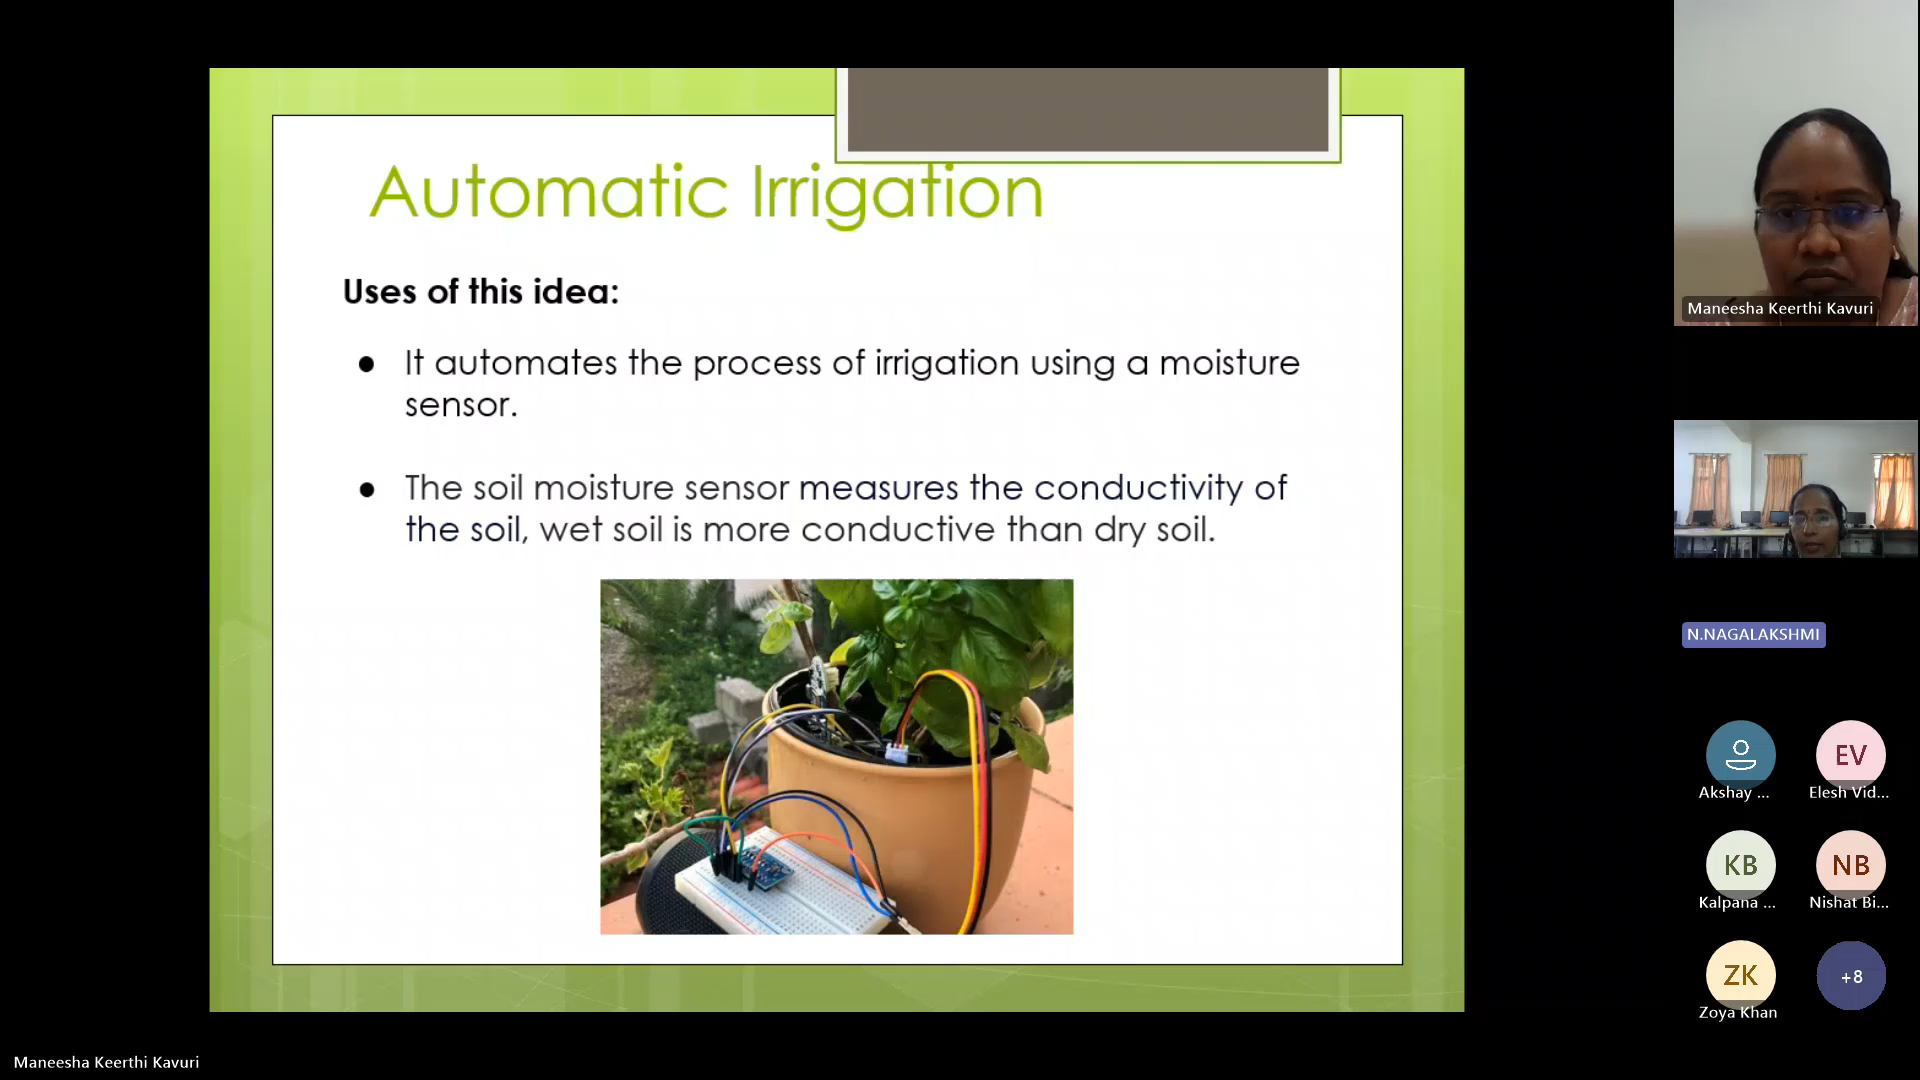 Automatic Irrigation
Uses of this idea:
● It automates the process of irrigation using a moisture
sensor.
● The soil moisture sensor measures the conductivity of
the soil, wet soil is more conductive than dry soil.
Maneesha Keerthi Kavuri
N.NAGALAKSHMI
EV
Akshay ...
Elesh Vid...
KB
NB
Kalpana ...
Nishat Bi...
ZK
+8
Zoya Khan
Maneesha Keerthi Kavuri